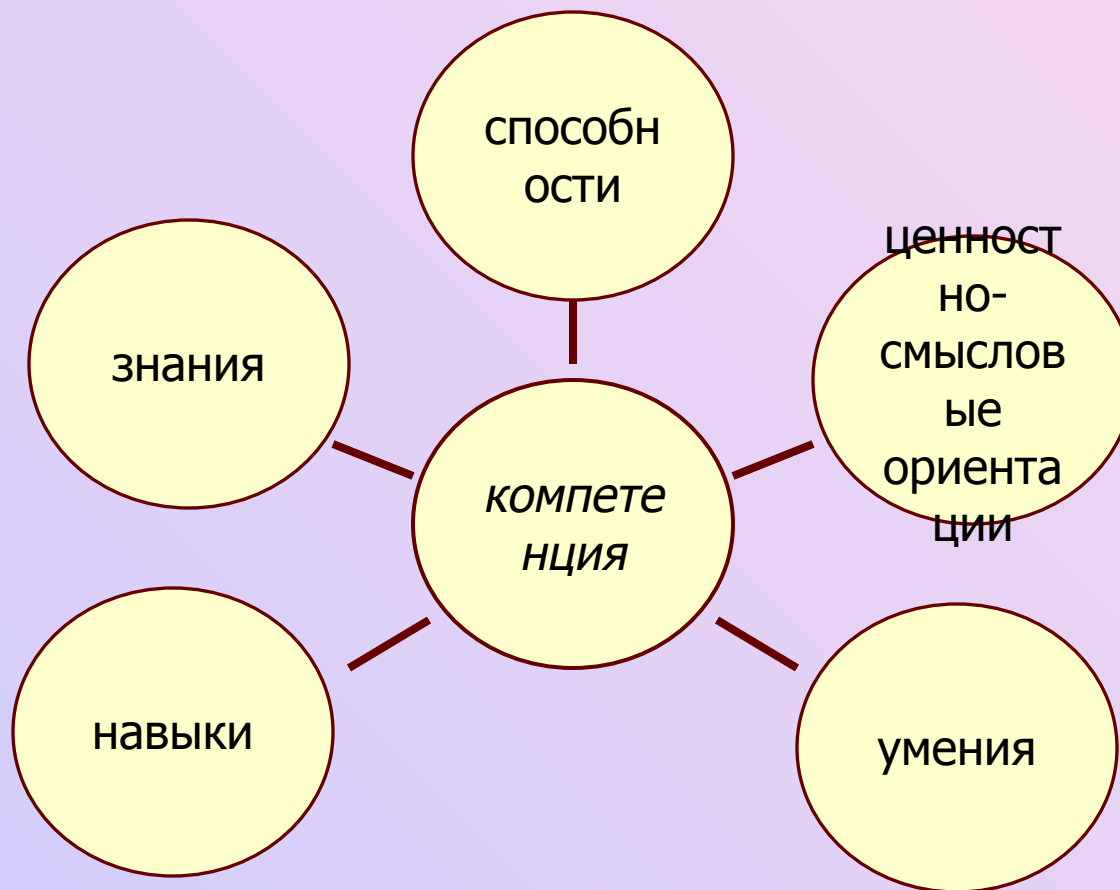 способн
ости
ценност
но-
смыслов
ые
ориента
ции
знания
компете
нция
навыки
умения